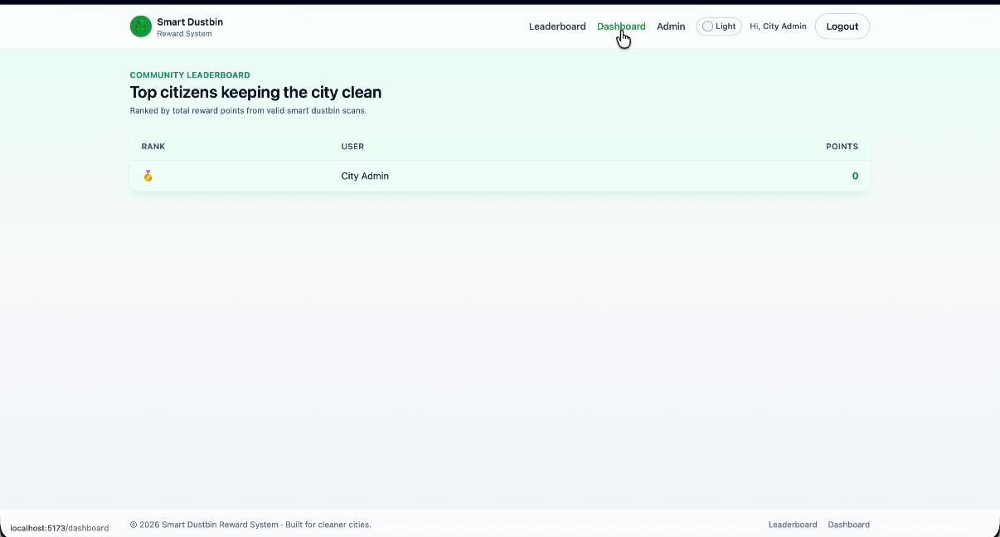 Smart Dustbin
Reward System
Leaderboard Dashboard Admin Light Hi, City Admin Logout
COMMUNITY LEADERBOARD
Top citizens keeping the city clean
Ranked by total reward points from valid smart dustbin scans.
RANK USER POINTS
City Admin 0
© 2026 Smart Dustbin Reward System · Built for cleaner cities. Leaderboard Dashboard
localhost:5173/dashboard